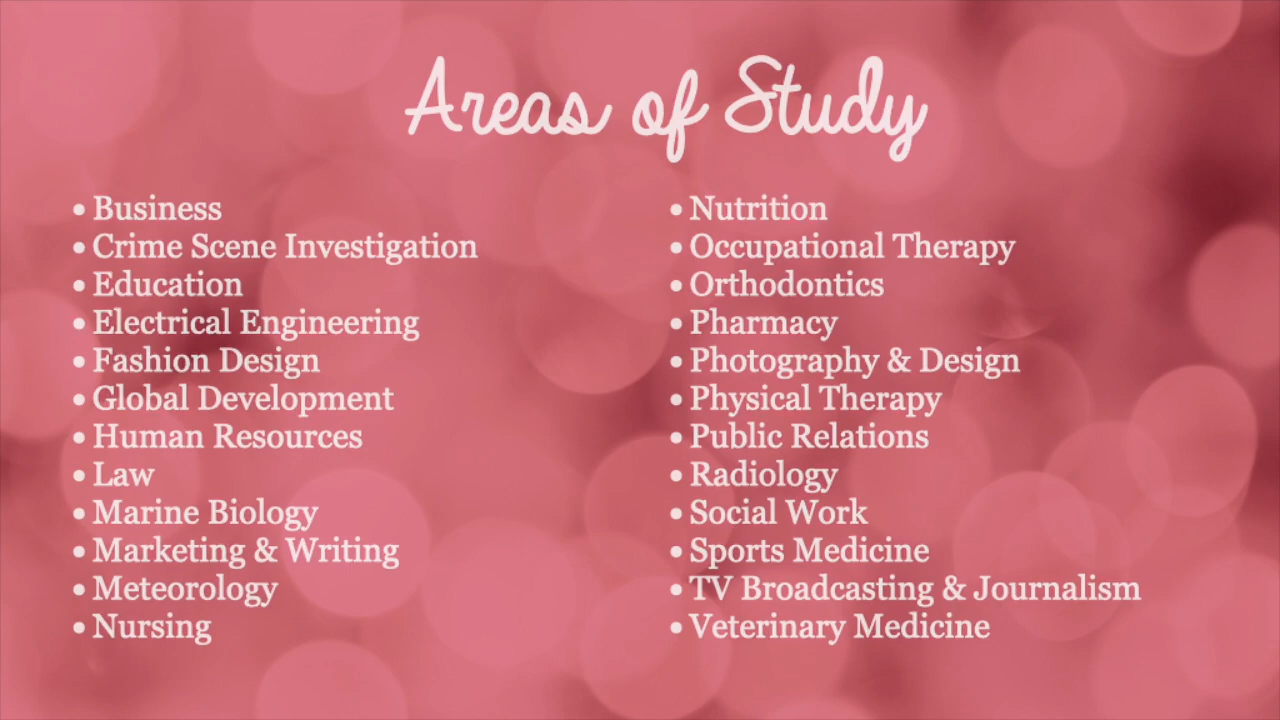 Areas of Study
• Business
• Crime Scene Investigation
• Education
• Electrical Engineering
• Fashion Design
• Global Development
• Human Resources
• Law
• Marine Biology
• Marketing & Writing
• Meteorology
• Nursing
• Nutrition
• Occupational Therapy
• Orthodontics
• Pharmacy
• Photography & Design
• Physical Therapy
• Public Relations
• Radiology
• Social Work
• Sports Medicine
• TV Broadcasting & Journalism
• Veterinary Medicine